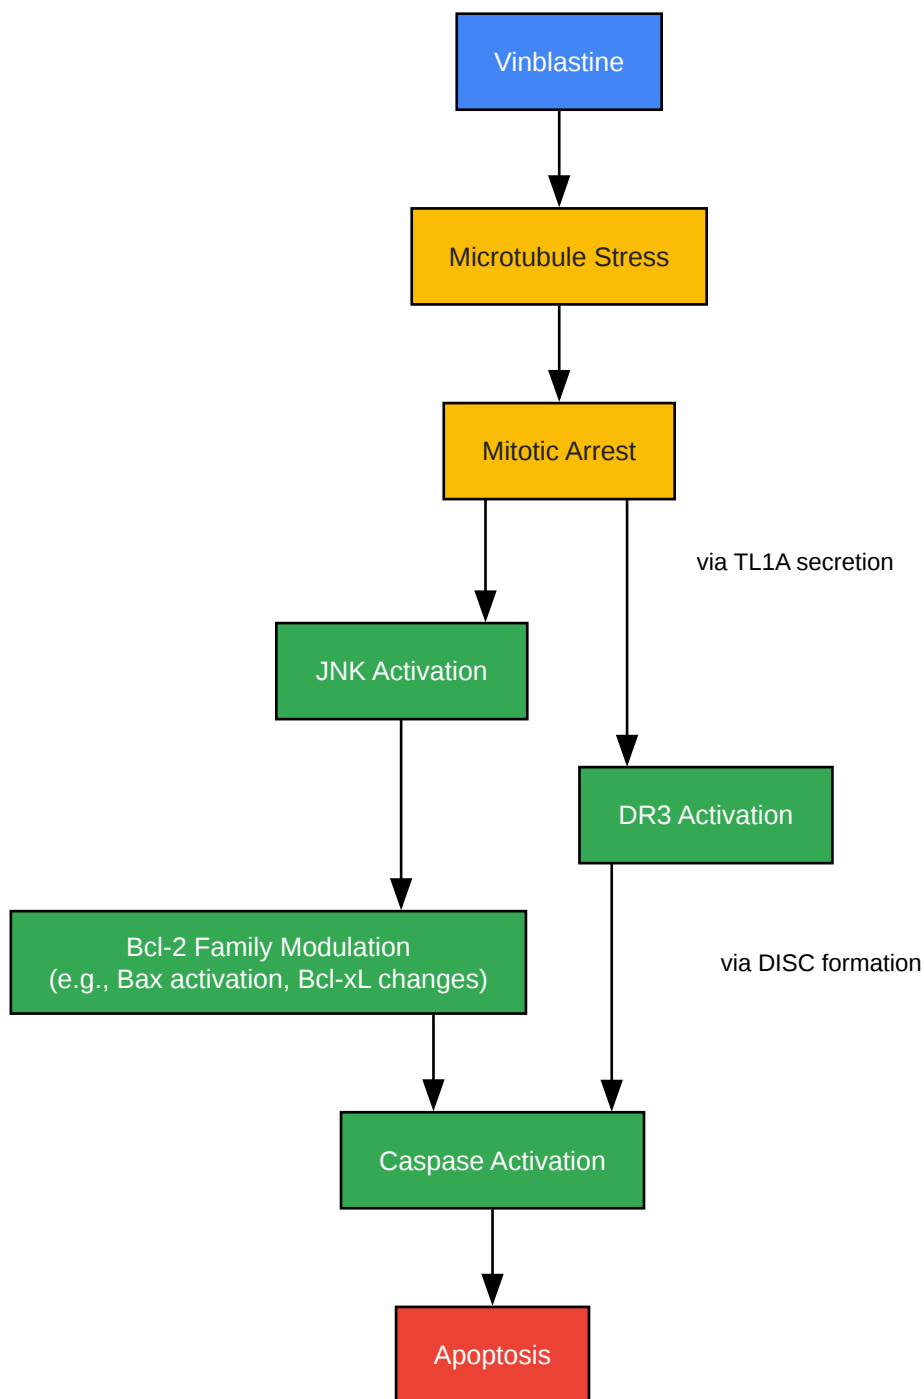 Vinblastine
Microtubule Stress
Mitotic Arrest
via TL1A secretion
JNK Activation
DR3 Activation
Bcl-2 Family Modulation
(e.g., Bax activation, Bcl-xL changes)
via DISC formation
Caspase Activation
Apoptosis